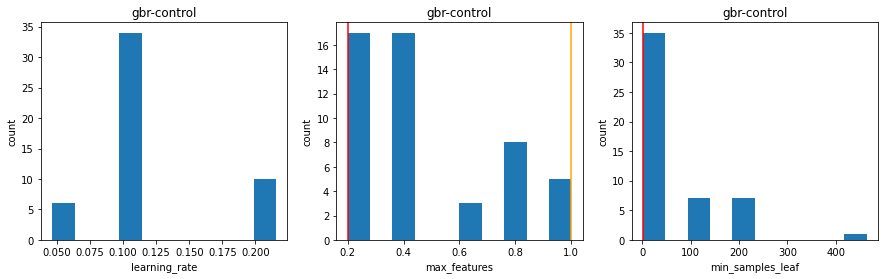 gbr-control
35
30
25
20
15
10
5
0
count
0.050 0.075 0.100 0.125 0.150 0.175 0.200
learning_rate
gbr-control
16
14
12
10
8
6
4
2
0
count
0.2 0.4 0.6 0.8 1.0
max_features
gbr-control
35
30
25
20
15
10
5
0
count
0 100 200 300 400
min_samples_leaf